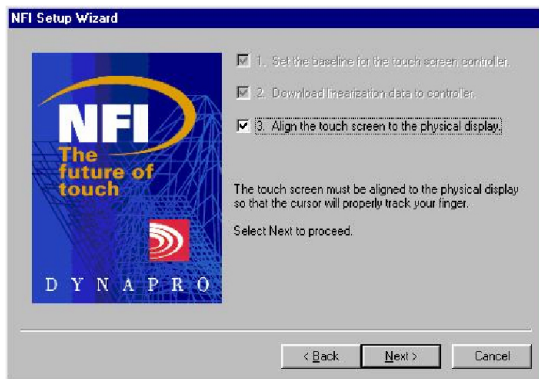 NFI Setup Wizard
NFI
The
future of
touch
DYNAPRO
1. Set the baseline for the touch screen controller.
2. Download linearization data to controller.
3. Align the touch screen to the physical display.
The touch screen must be aligned to the physical display
so that the cursor will properly track your finger.
Select Next to proceed.
< Back
Next >
Cancel